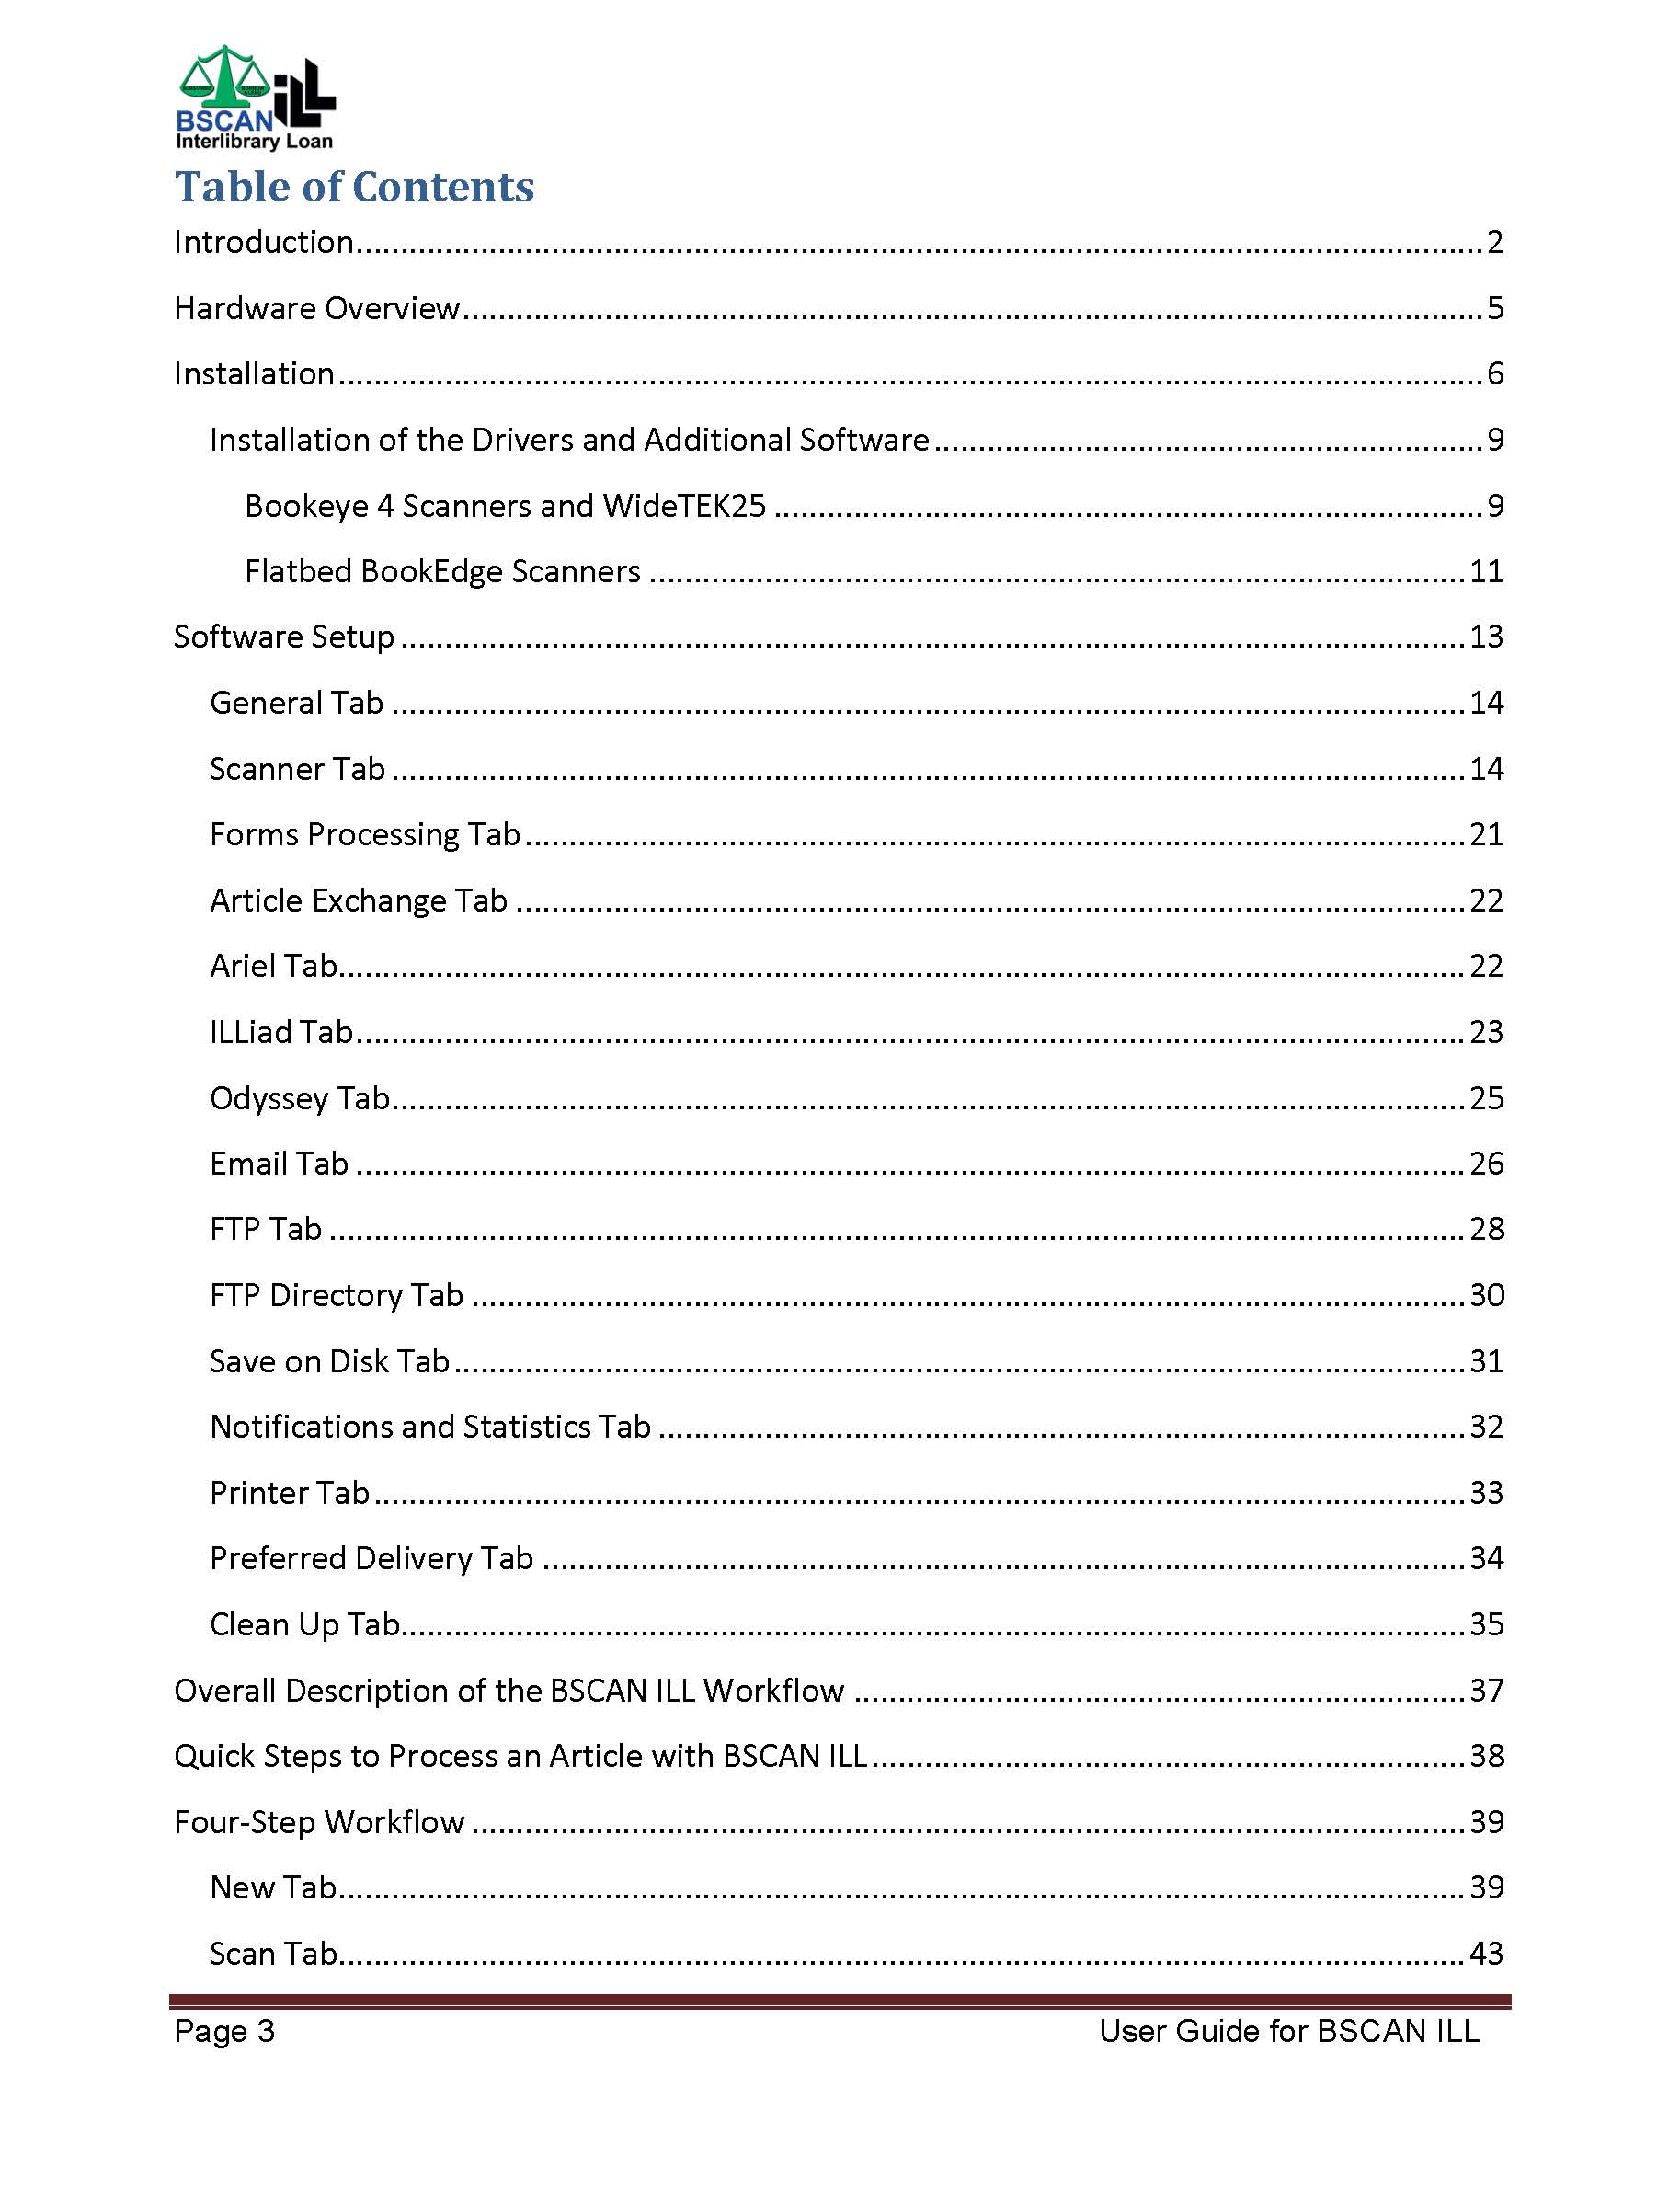 BSCAN ILL
Interlibrary Loan
Table of Contents
Introduction 2
Hardware Overview 5
Installation 6
Installation of the Drivers and Additional Software 9
Bookeye 4 Scanners and WideTEK25 9
Flatbed BookEdge Scanners 11
Software Setup 13
General Tab 14
Scanner Tab 14
Forms Processing Tab 21
Article Exchange Tab 22
Ariel Tab 22
ILLiad Tab 23
Odyssey Tab 25
Email Tab 26
FTP Tab 28
FTP Directory Tab 30
Save on Disk Tab 31
Notifications and Statistics Tab 32
Printer Tab 33
Preferred Delivery Tab 34
Clean Up Tab 35
Overall Description of the BSCAN ILL Workflow 37
Quick Steps to Process an Article with BSCAN ILL 38
Four-Step Workflow 39
New Tab 39
Scan Tab 43
Page 3 User Guide for BSCAN ILL